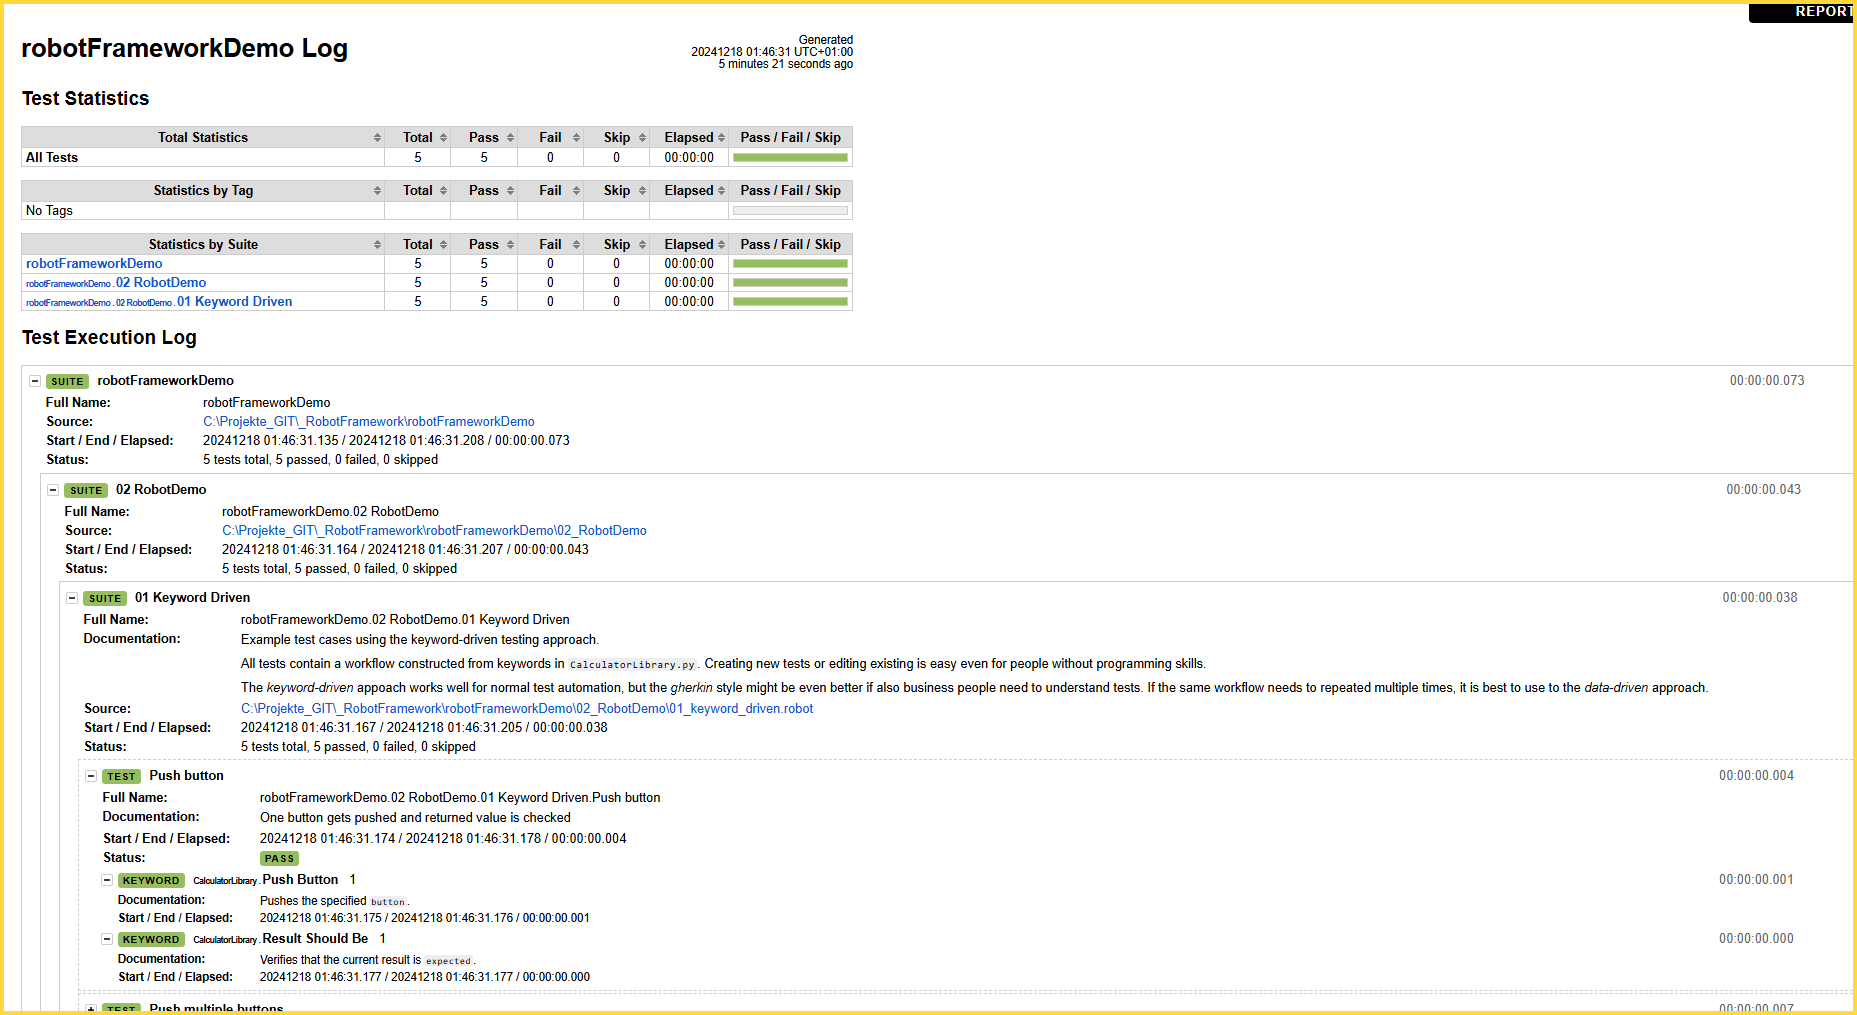 REPORT
robotFrameworkDemo Log
Generated
20241218 01:46:31 UTC+01:00
5 minutes 21 seconds ago
Test Statistics
Total Statistics Total Pass Fail Skip Elapsed Pass / Fail / Skip
All Tests 5 5 0 0 00:00:00
Statistics by Tag Total Pass Fail Skip Elapsed Pass / Fail / Skip
No Tags
Statistics by Suite Total Pass Fail Skip Elapsed Pass / Fail / Skip
robotFrameworkDemo 5 5 0 0 00:00:00
robotFrameworkDemo . 02 RobotDemo 5 5 0 0 00:00:00
robotFrameworkDemo . 02 RobotDemo . 01 Keyword Driven 5 5 0 0 00:00:00
Test Execution Log
SUITE robotFrameworkDemo 00:00:00.073
Full Name: robotFrameworkDemo
Source: C:\Projekte_GIT\_RobotFramework\robotFrameworkDemo
Start / End / Elapsed: 20241218 01:46:31.135 / 20241218 01:46:31.208 / 00:00:00.073
Status: 5 tests total, 5 passed, 0 failed, 0 skipped
SUITE 02 RobotDemo 00:00:00.043
Full Name: robotFrameworkDemo.02 RobotDemo
Source: C:\Projekte_GIT\_RobotFramework\robotFrameworkDemo\02_RobotDemo
Start / End / Elapsed: 20241218 01:46:31.164 / 20241218 01:46:31.207 / 00:00:00.043
Status: 5 tests total, 5 passed, 0 failed, 0 skipped
SUITE 01 Keyword Driven 00:00:00.038
Full Name: robotFrameworkDemo.02 RobotDemo.01 Keyword Driven
Documentation: Example test cases using the keyword-driven testing approach.
All tests contain a workflow constructed from keywords in CalculatorLibrary.py. Creating new tests or editing existing is easy even for people without programming skills.
The keyword-driven appoach works well for normal test automation, but the gherkin style might be even better if also business people need to understand tests. If the same workflow needs to repeated multiple times, it is best to use to the data-driven approach.
Source: C:\Projekte_GIT\_RobotFramework\robotFrameworkDemo\02_RobotDemo\01_keyword_driven.robot
Start / End / Elapsed: 20241218 01:46:31.167 / 20241218 01:46:31.205 / 00:00:00.038
Status: 5 tests total, 5 passed, 0 failed, 0 skipped
TEST Push button 00:00:00.004
Full Name: robotFrameworkDemo.02 RobotDemo.01 Keyword Driven.Push button
Documentation: One button gets pushed and returned value is checked
Start / End / Elapsed: 20241218 01:46:31.174 / 20241218 01:46:31.178 / 00:00:00.004
Status: PASS
KEYWORD CalculatorLibrary . Push Button 1 00:00:00.001
Documentation: Pushes the specified button.
Start / End / Elapsed: 20241218 01:46:31.175 / 20241218 01:46:31.176 / 00:00:00.001
KEYWORD CalculatorLibrary . Result Should Be 1 00:00:00.000
Documentation: Verifies that the current result is expected.
Start / End / Elapsed: 20241218 01:46:31.177 / 20241218 01:46:31.177 / 00:00:00.000
TEST Push multiple buttons 00:00:00.007